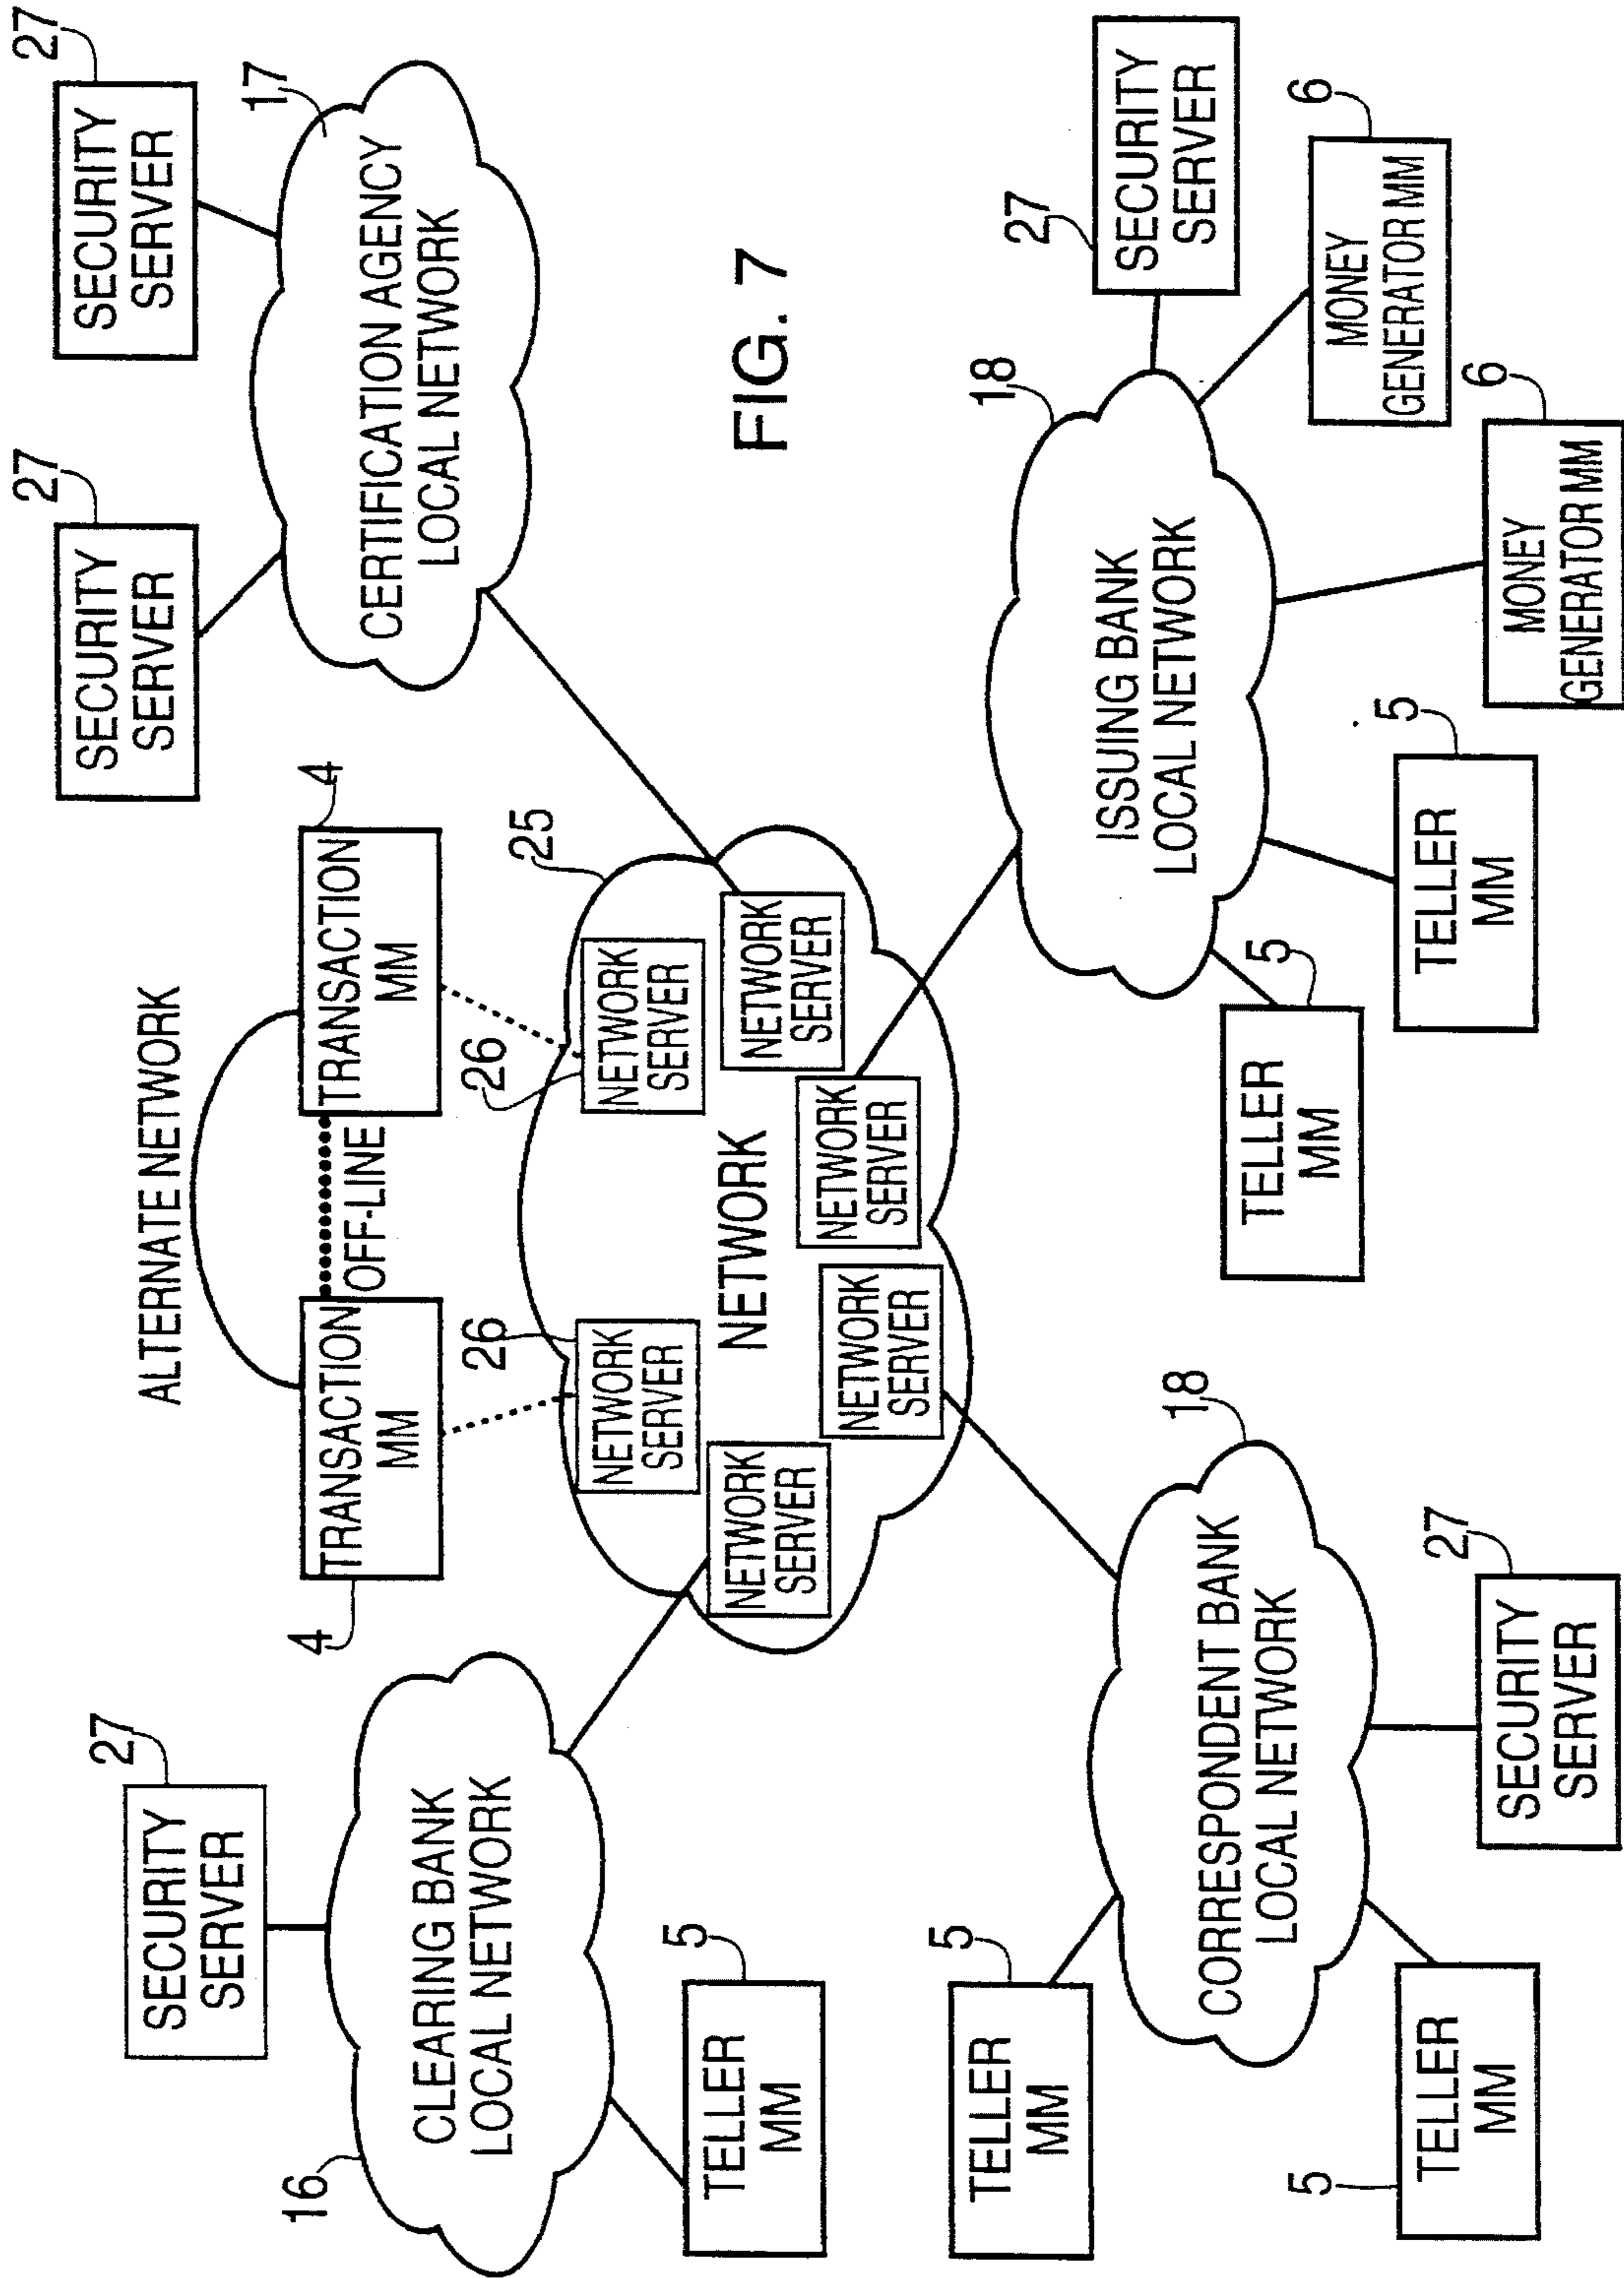 ALTERNATE NETWORK
27
SECURITY
SERVER
16
CLEARING BANK
LOCAL NETWORK
5
TELLER
MM
4
TRANSACTION
MM
OFF-LINE
4
TRANSACTION
MM
27
SECURITY
SERVER
27
SECURITY
SERVER
17
CERTIFICATION AGENCY
LOCAL NETWORK
25
26
NETWORK
SERVER
26
NETWORK
SERVER
NETWORK
SERVER
NETWORK
SERVER
NETWORK
NETWORK
SERVER
NETWORK
SERVER
FIG. 7
18
CORRESPONDENT BANK
LOCAL NETWORK
5
TELLER
MM
5
TELLER
MM
27
SECURITY
SERVER
18
ISSUING BANK
LOCAL NETWORK
27
SECURITY
SERVER
5
TELLER
MM
5
TELLER
MM
6
MONEY
GENERATOR MM
6
MONEY
GENERATOR MM